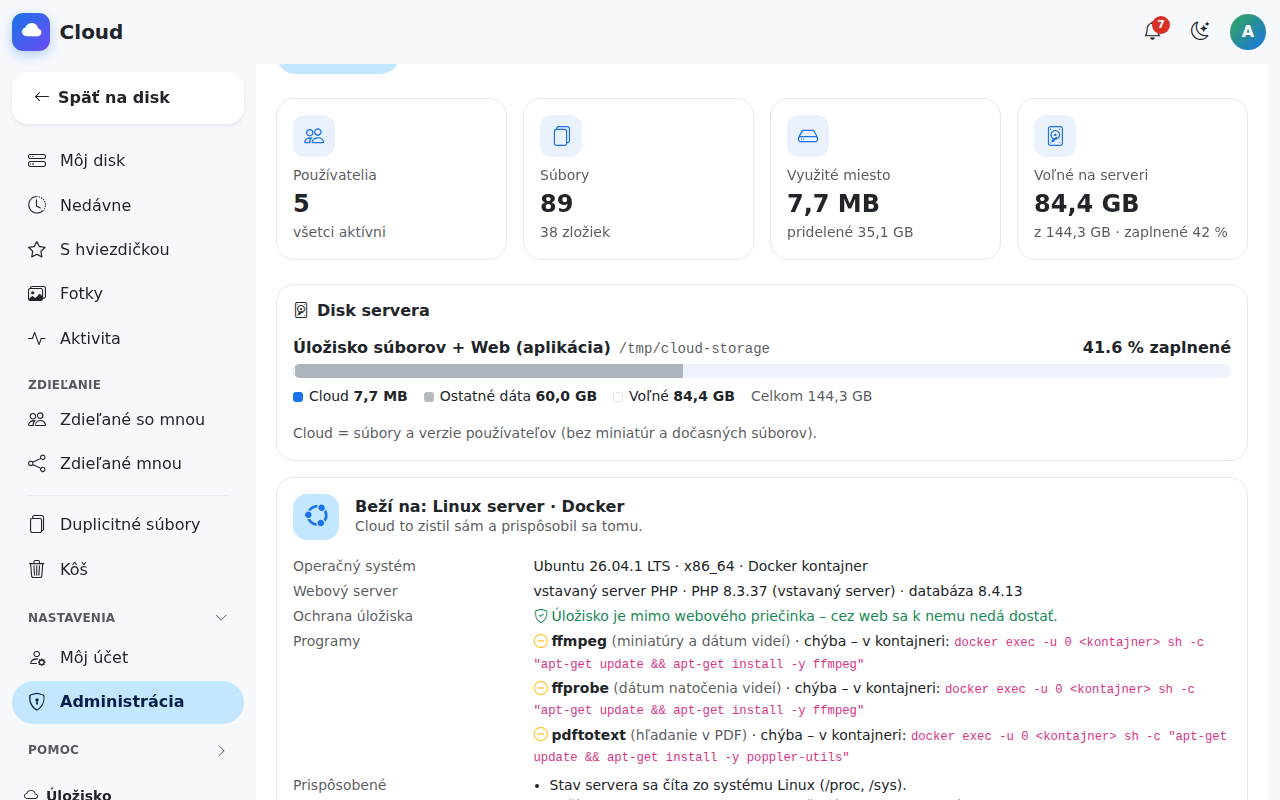 Cloud
7
A
Späť na disk
Môj disk
Nedávne
S hviezdičkou
Fotky
Aktivita
ZDIEĽANIE
Zdieľané so mnou
Zdieľané mnou
Duplicitné súbory
Kôš
NASTAVENIA
Môj účet
Administrácia
POMOC
Úložisko
Používatelia
5
všetci aktívni
Súbory
89
38 zložiek
Využité miesto
7,7 MB
pridelené 35,1 GB
Voľné na serveri
84,4 GB
z 144,3 GB · zaplnené 42 %
Disk servera
Úložisko súborov + Web (aplikácia) /tmp/cloud-storage 41.6 % zaplnené
Cloud 7,7 MB Ostatné dáta 60,0 GB Voľné 84,4 GB Celkom 144,3 GB
Cloud = súbory a verzie používateľov (bez miniatúr a dočasných súborov).
Beží na: Linux server · Docker
Cloud to zistil sám a prispôsobil sa tomu.
Operačný systém Ubuntu 26.04.1 LTS · x86_64 · Docker kontajner
Webový server vstavaný server PHP · PHP 8.3.37 (vstavaný server) · databáza 8.4.13
Ochrana úložiska Úložisko je mimo webového priečinka – cez web sa k nemu nedá dostať.
Programy ffmpeg (miniatúry a dátum videí) · chýba – v kontajneri: docker exec -u 0 <kontajner> sh -c
"apt-get update && apt-get install -y ffmpeg"
ffprobe (dátum natočenia videí) · chýba – v kontajneri: docker exec -u 0 <kontajner> sh -c
"apt-get update && apt-get install -y ffmpeg"
pdftotext (hľadanie v PDF) · chýba – v kontajneri: docker exec -u 0 <kontajner> sh -c "apt-get
update && apt-get install -y poppler-utils"
Prispôsobené • Stav servera sa číta zo systému Linux (/proc, /sys).